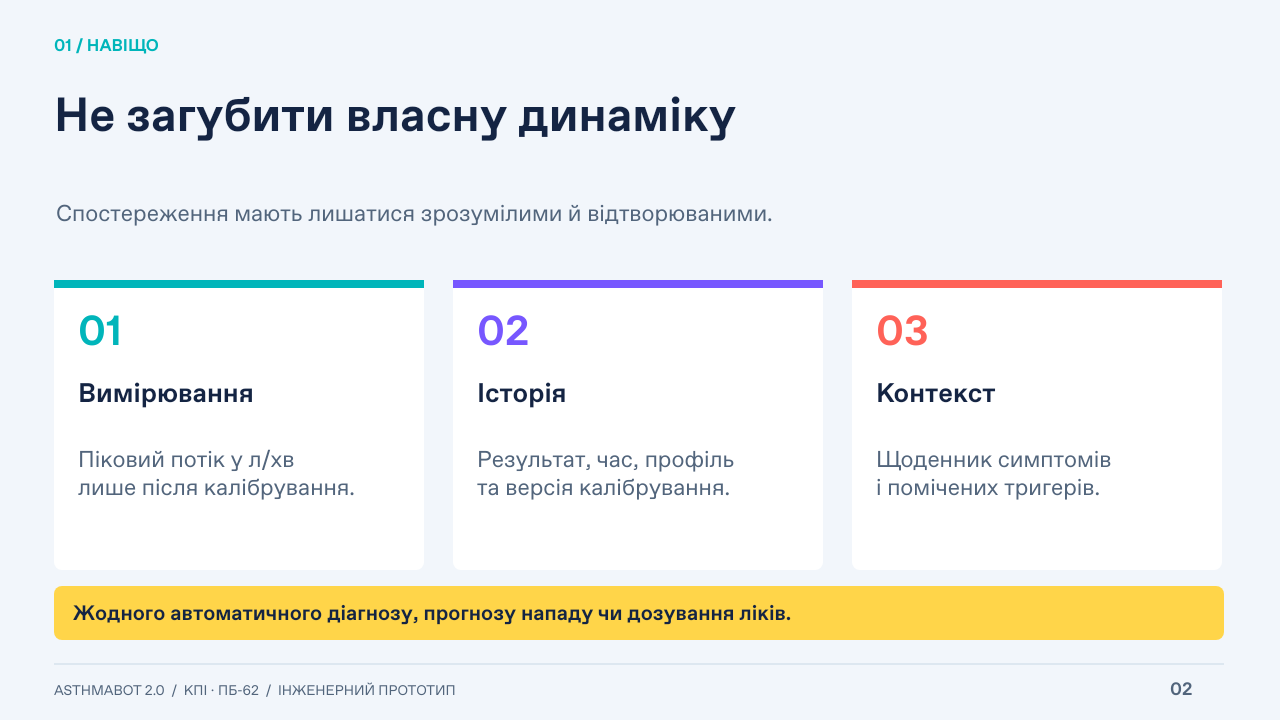 01 / НАВІЩО
Не загубити власну динаміку
Спостереження мають лишатися зрозумілими й відтворюваними.
01
Вимірювання
Піковий потік у л/хв
лише після калібрування.
02
Історія
Результат, час, профіль
та версія калібрування.
03
Контекст
Щоденник симптомів
і помічених тригерів.
Жодного автоматичного діагнозу, прогнозу нападу чи дозування ліків.
ASTHMABOT 2.0 / КПІ · ПБ-62 / ІНЖЕНЕРНИЙ ПРОТОТИП
02